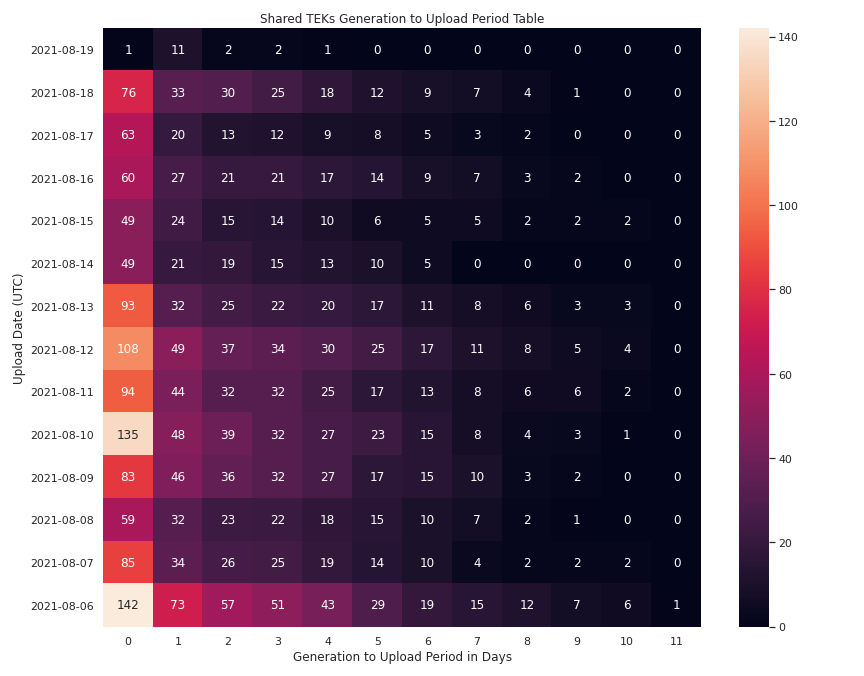 Shared TEKs Generation to Upload Period Table
Upload Date (UTC)
2021-08-19 1 11 2 2 1 0 0 0 0 0 0 0
2021-08-18 76 33 30 25 18 12 9 7 4 1 0 0
2021-08-17 63 20 13 12 9 8 5 3 2 0 0 0
2021-08-16 60 27 21 21 17 14 9 7 3 2 0 0
2021-08-15 49 24 15 14 10 6 5 5 2 2 2 0
2021-08-14 49 21 19 15 13 10 5 0 0 0 0 0
2021-08-13 93 32 25 22 20 17 11 8 6 3 3 0
2021-08-12 108 49 37 34 30 25 17 11 8 5 4 0
2021-08-11 94 44 32 32 25 17 13 8 6 6 2 0
2021-08-10 135 48 39 32 27 23 15 8 4 3 1 0
2021-08-09 83 46 36 32 27 17 15 10 3 2 0 0
2021-08-08 59 32 23 22 18 15 10 7 2 1 0 0
2021-08-07 85 34 26 25 19 14 10 4 2 2 2 0
2021-08-06 142 73 57 51 43 29 19 15 12 7 6 1
0 1 2 3 4 5 6 7 8 9 10 11
Generation to Upload Period in Days
140
120
100
80
60
40
20
0